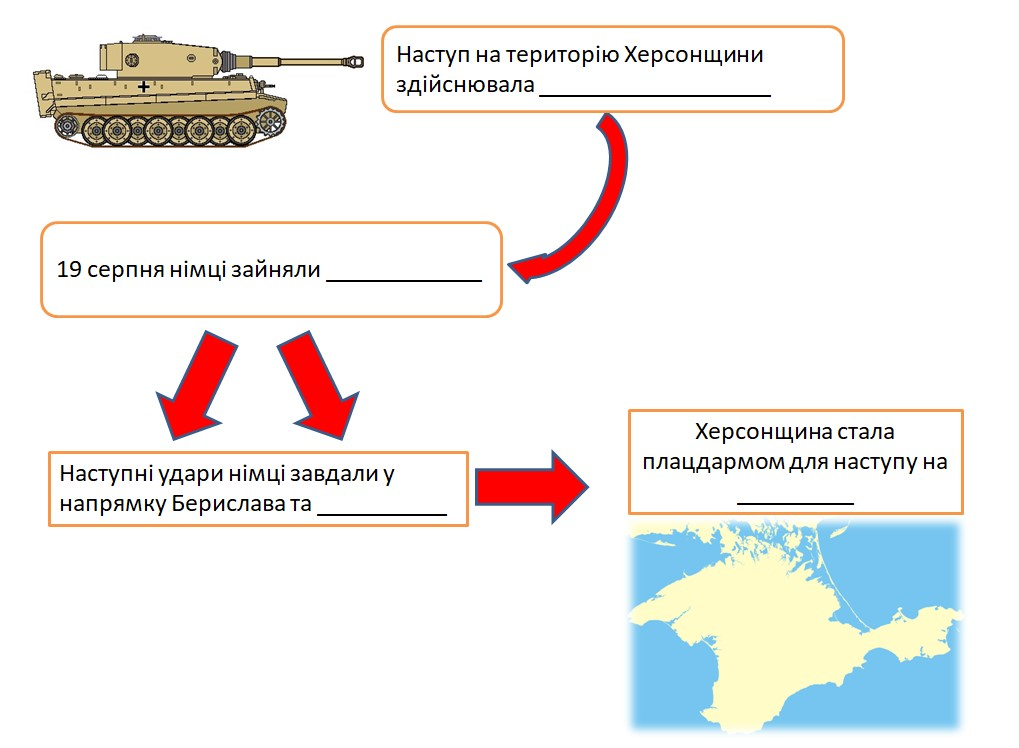 Наступ на територію Херсонщини
здійснювала ___________________
19 серпня німці зайняли _____________
Наступні удари німці завдали у
напрямку Берислава та ___________
Херсонщина стала
плацдармом для наступу на
__________